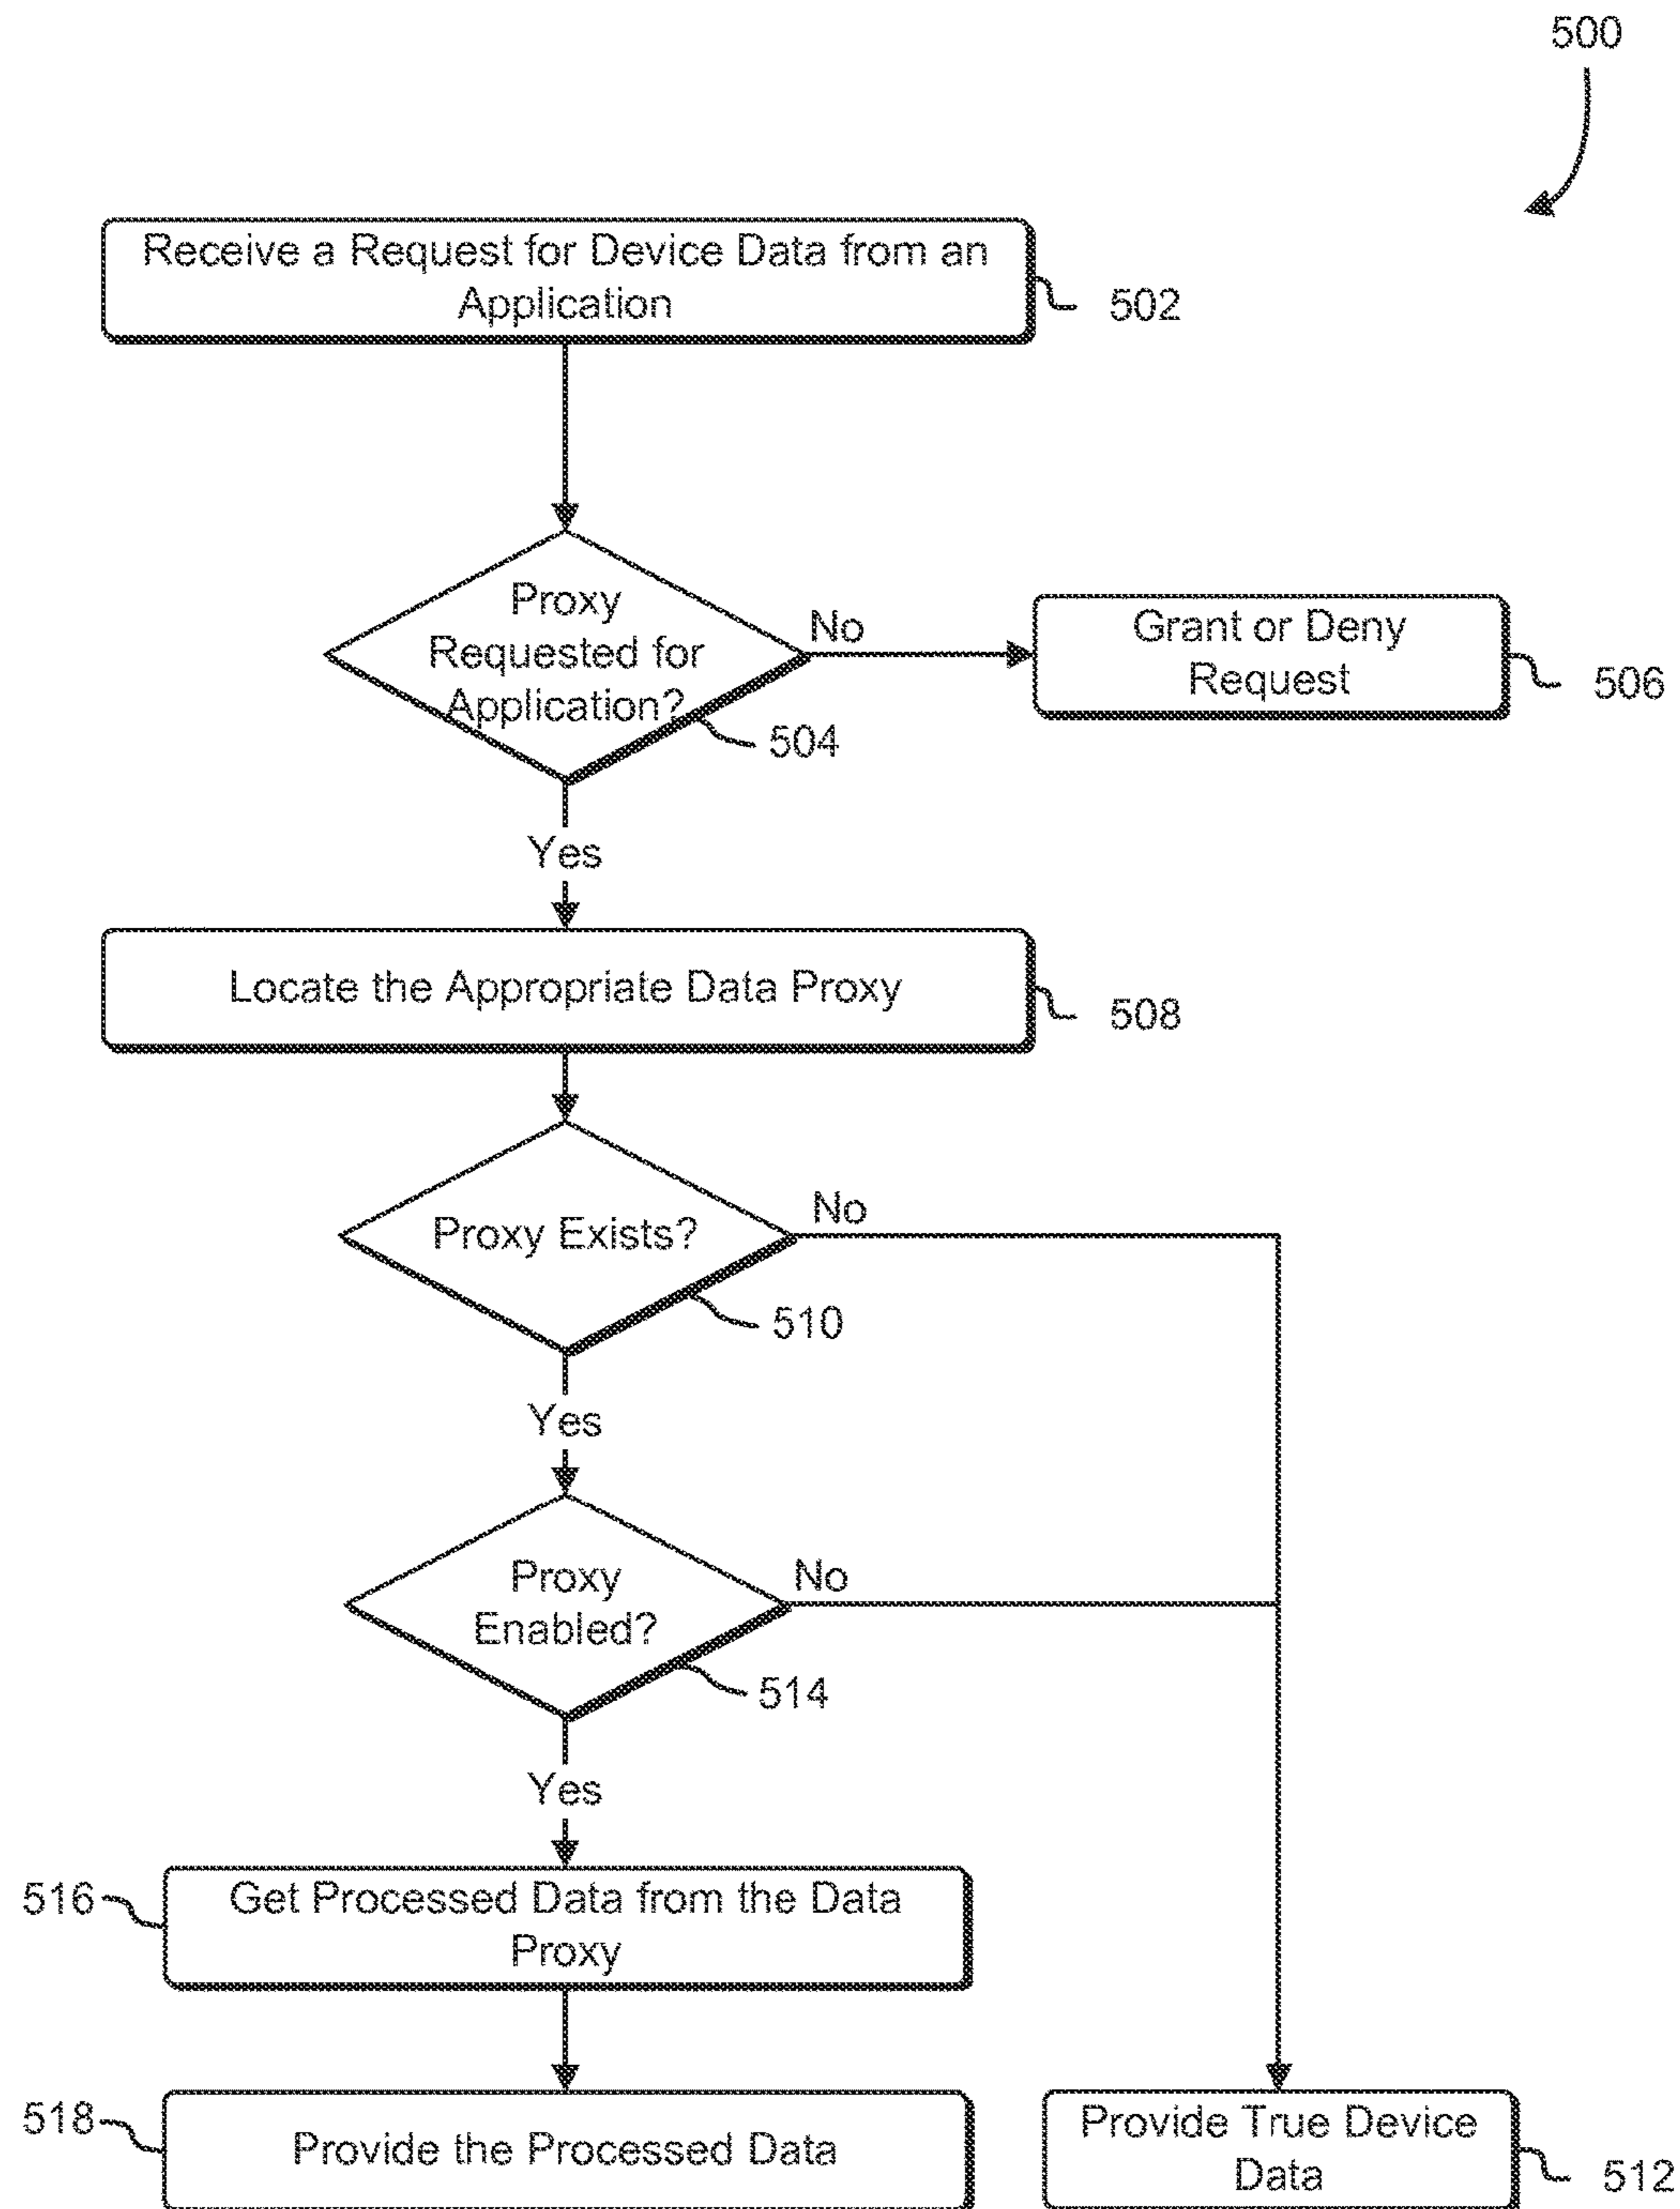 500
Receive a Request for Device Data from an
Application
502
Proxy
Requested for
Application?
No
504
Grant or Deny
Request
506
Yes
Locate the Appropriate Data Proxy
508
Proxy Exists?
No
510
Yes
Proxy
Enabled?
No
514
Yes
516
Get Processed Data from the Data
Proxy
518
Provide the Processed Data
Provide True Device
Data
512